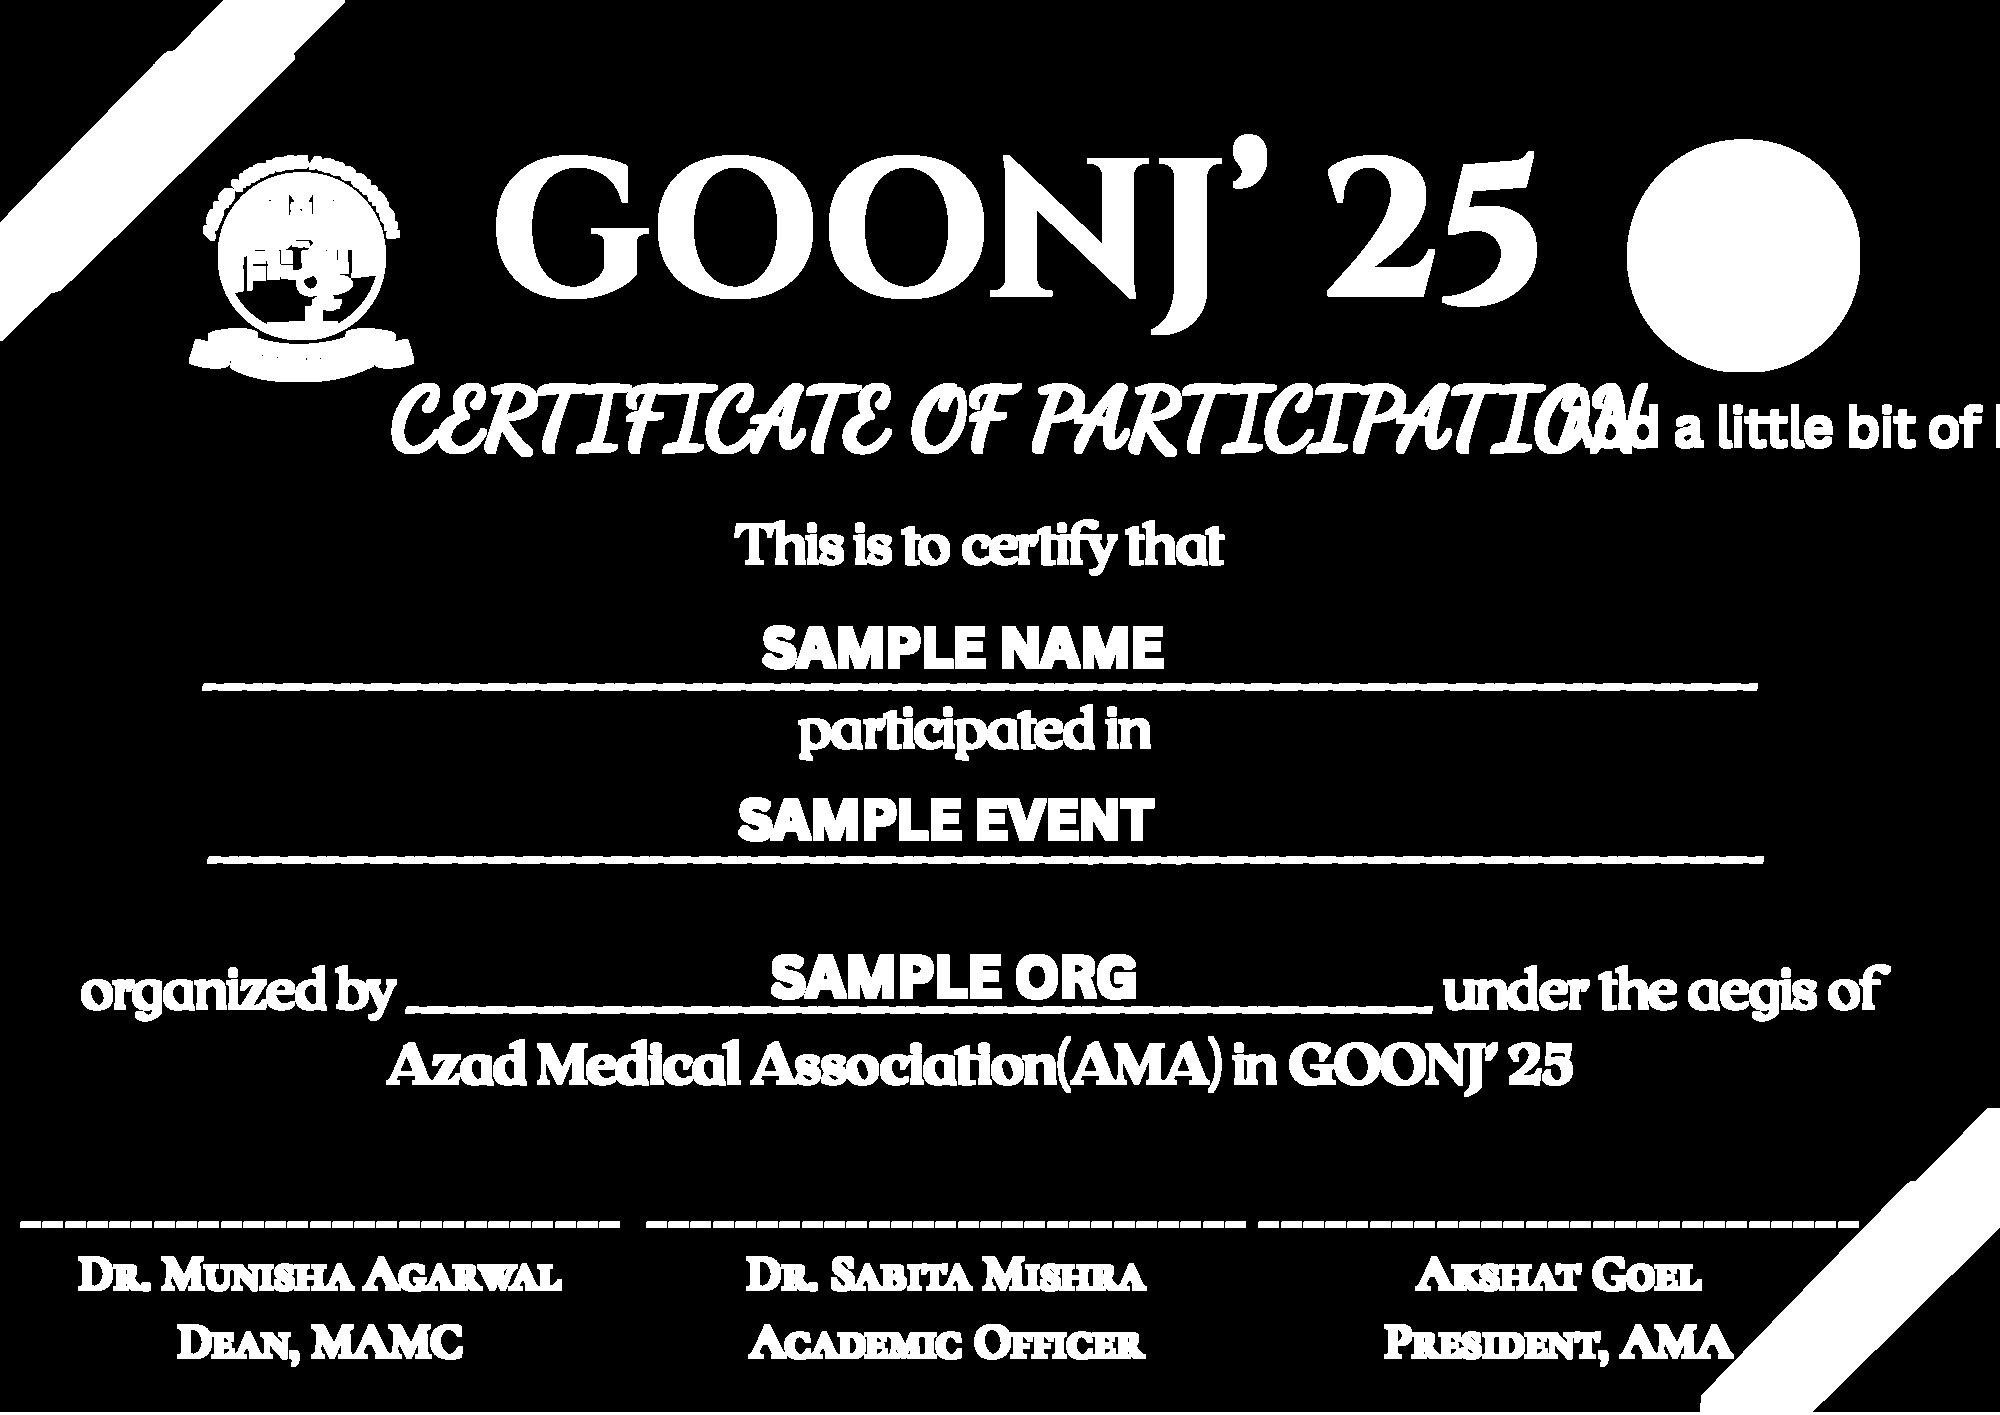 GOONJ’ 25
CERTIFICATE OF PARTICIPATION
Add a little bit of
This is to certify that
SAMPLE NAME
participated in
SAMPLE EVENT
organized by SAMPLE ORG under the aegis of
Azad Medical Association(AMA) in GOONJ' 25
Dr. Munisha Agarwal
Dean, MAMC
Dr. Sabita Mishra
Academic Officer
Akshat Goel
President, AMA